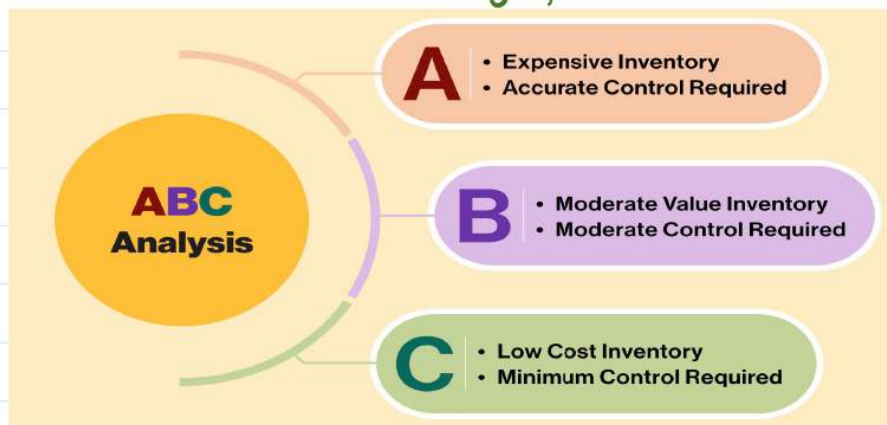 ABC
Analysis
A
• Expensive Inventory
• Accurate Control Required
B
• Moderate Value Inventory
• Moderate Control Required
C
• Low Cost Inventory
• Minimum Control Required